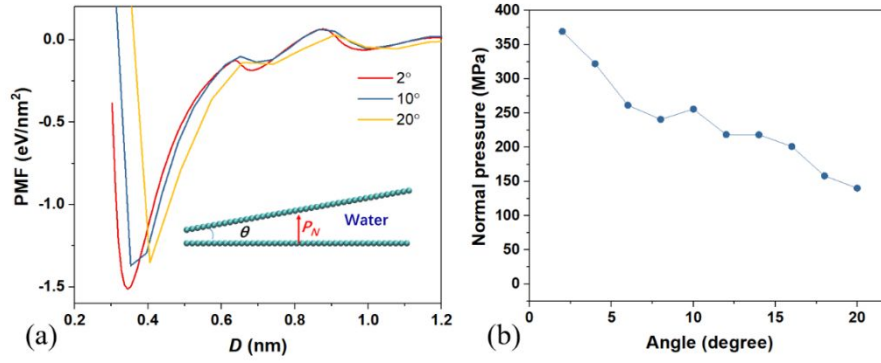 0.0
-0.5
-1.0
-1.5
PMF (eV/nm²)
2°
10°
20°
Water
θ
P_N
0.2 0.4 0.6 0.8 1.0 1.2
D (nm)
(a)
400
350
300
250
200
150
100
50
0
Normal pressure (MPa)
0 5 10 15 20
Angle (degree)
(b)